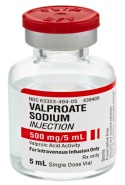 NDC 63323-494-05 459405
VALPROATE
SODIUM
INJECTION
500 mg/5 mL
Valproic Acid Activity
For Intravenous Infusion Only
Rx only
5 mL Single Dose Vial